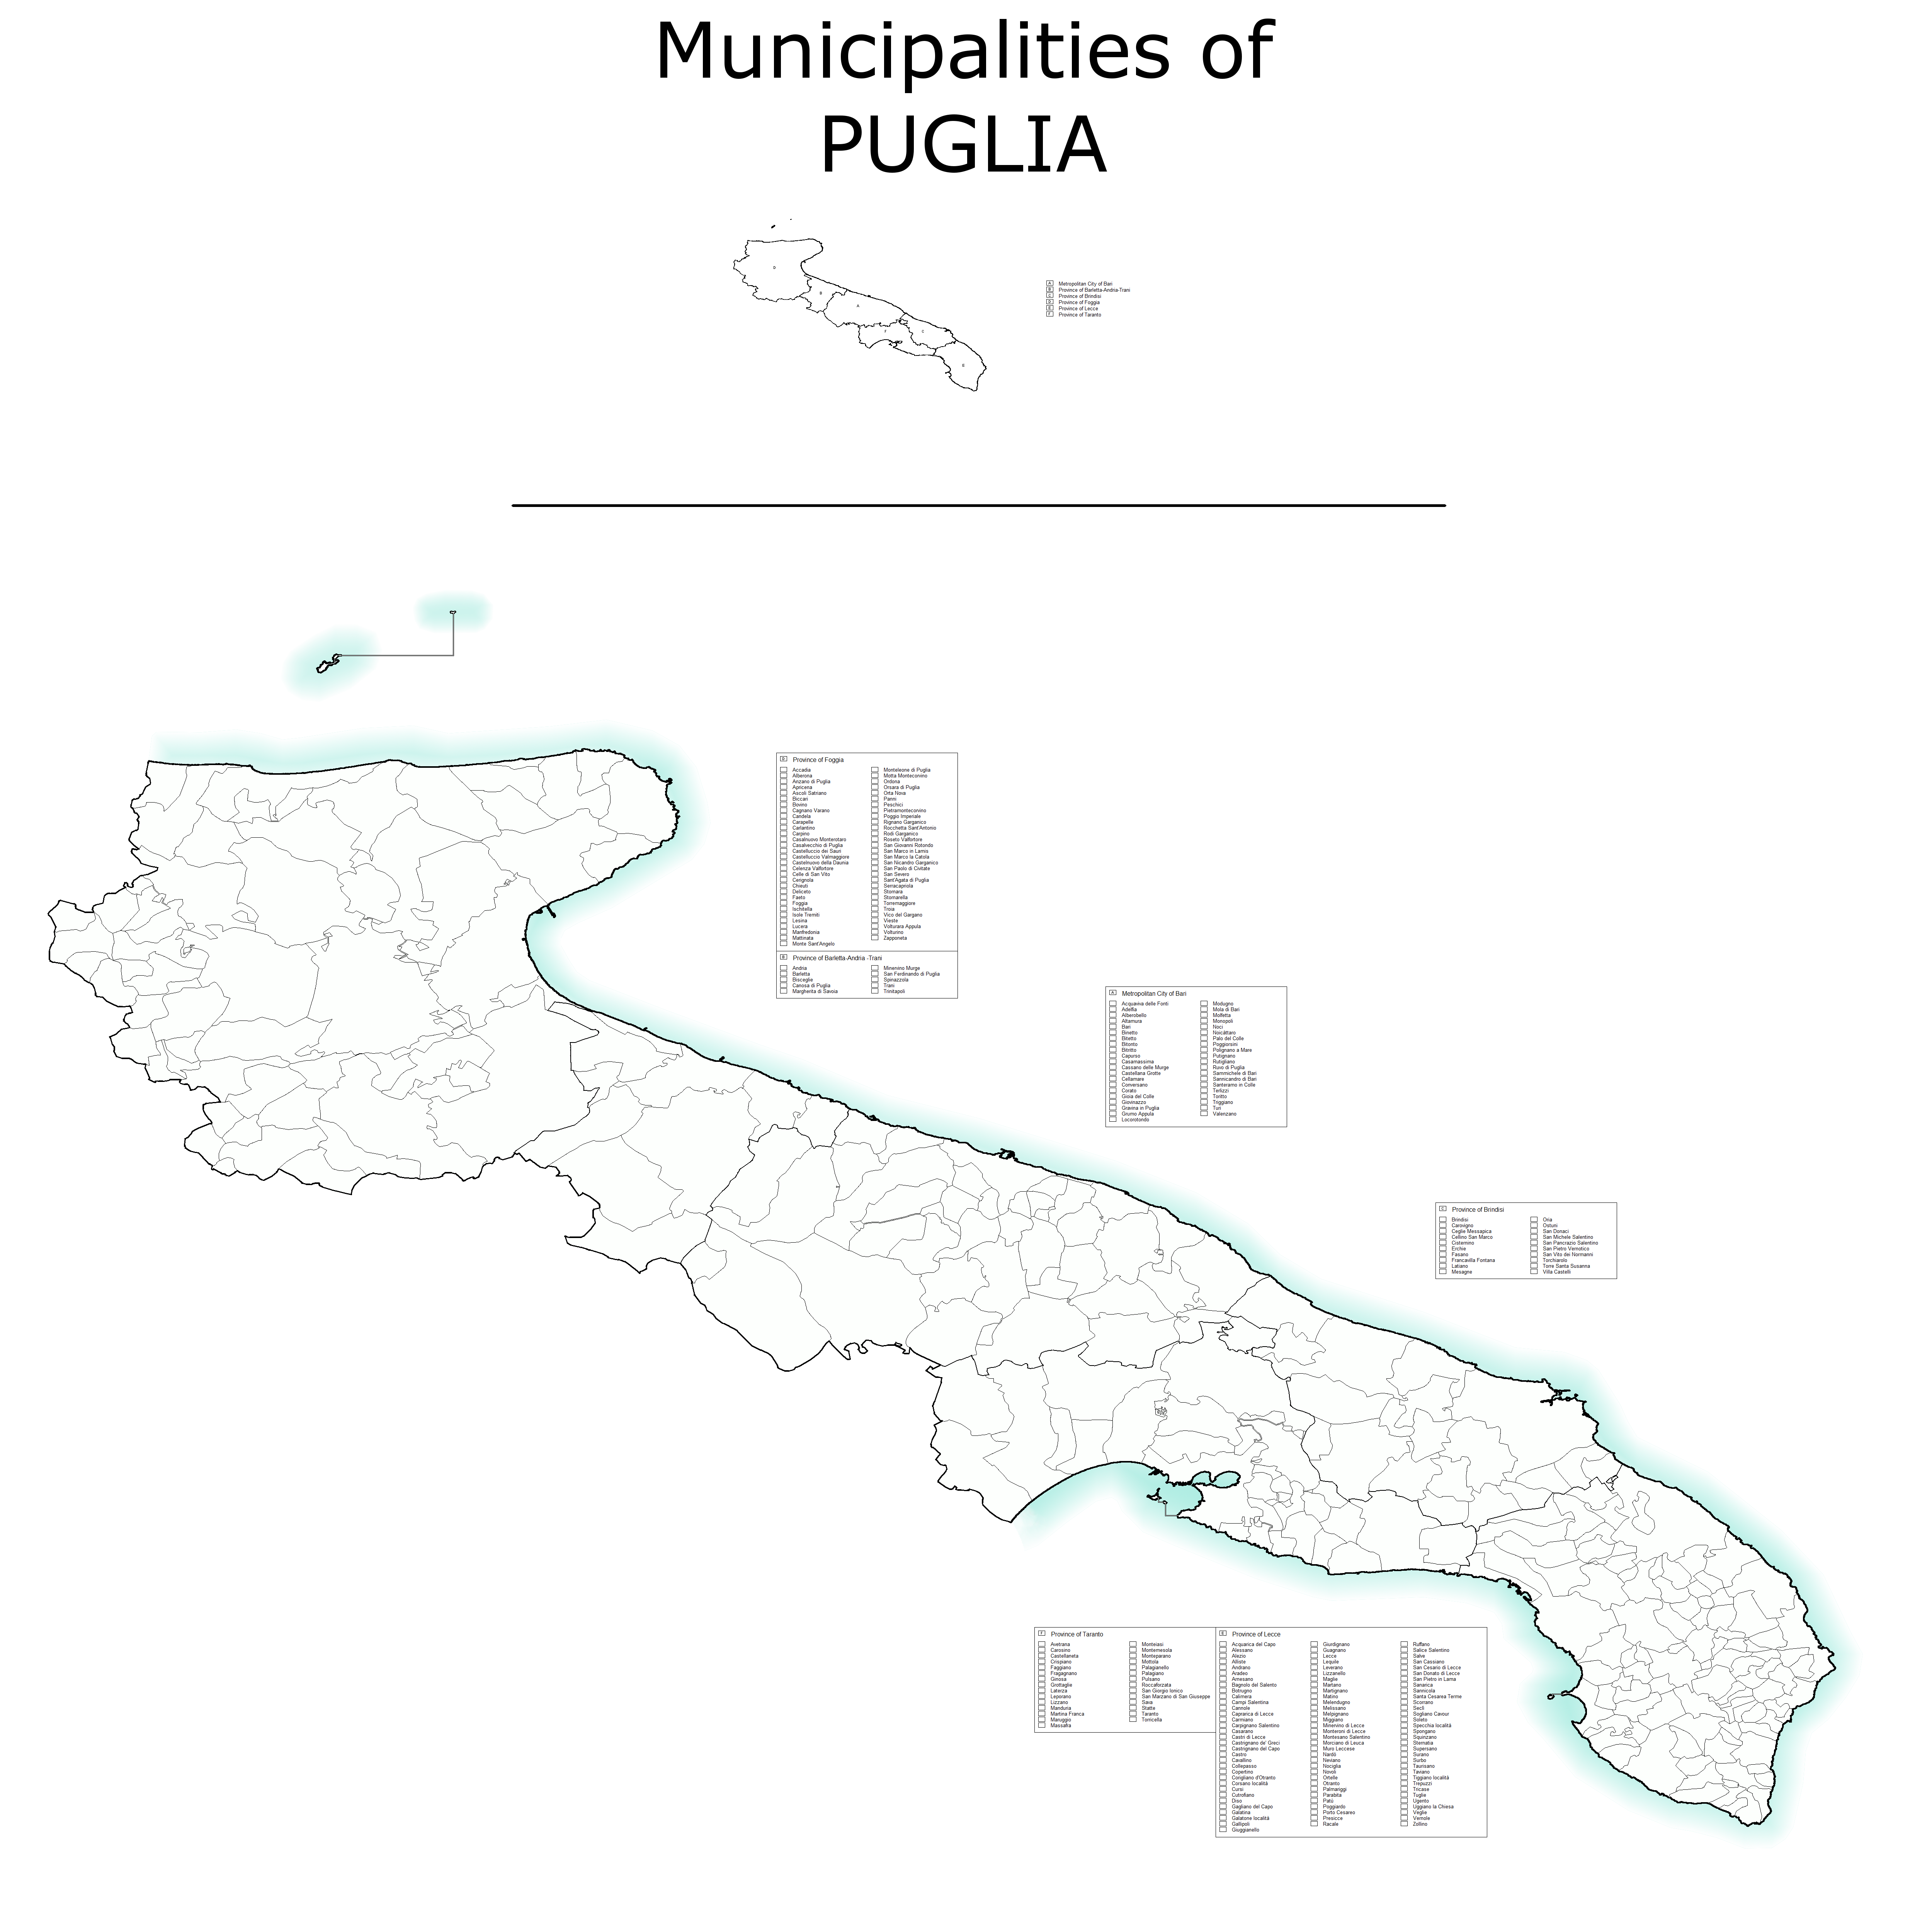 Municipalities of
PUGLIA
D
B
A
F
C
E
A Metropolitan City of Bari
B Province of Barletta-Andria-Trani
C Province of Brindisi
D Province of Foggia
E Province of Lecce
F Province of Taranto
D Province of Foggia
Accadia
Alberona
Anzano di Puglia
Apricena
Ascoli Satriano
Biccari
Bovino
Cagnano Varano
Candela
Carapelle
Carlantino
Carpino
Casalnuovo Monterotaro
Casalvecchio di Puglia
Castelluccio dei Sauri
Castelluccio Valmaggiore
Castelnuovo della Daunia
Celenza Valfortore
Celle di San Vito
Cerignola
Chieuti
Deliceto
Faeto
Foggia
Ischitella
Isole Tremiti
Lesina
Lucera
Manfredonia
Mattinata
Monte Sant'Angelo
Monteleone di Puglia
Motta Montecorvino
Ordona
Orsara di Puglia
Orta Nova
Panni
Peschici
Pietramontecorvino
Poggio Imperiale
Rignano Garganico
Rocchetta Sant'Antonio
Rodi Garganico
Roseto Valfortore
San Giovanni Rotondo
San Marco in Lamis
San Marco la Catola
San Nicandro Garganico
San Paolo di Civitate
San Severo
Sant'Agata di Puglia
Serracapriola
Stornara
Stornarella
Torremaggiore
Troia
Vico del Gargano
Vieste
Volturara Appula
Volturino
Zapponeta
B Province of Barletta-Andria -Trani
Andria
Barletta
Bisceglie
Canosa di Puglia
Margherita di Savoia
Minervino Murge
San Ferdinando di Puglia
Spinazzola
Trani
Trinitapoli
A Metropolitan City of Bari
Acquaviva delle Fonti
Adelfia
Alberobello
Altamura
Bari
Binetto
Bitetto
Bitonto
Bitritto
Capurso
Casamassima
Cassano delle Murge
Castellana Grotte
Cellamare
Conversano
Corato
Gioia del Colle
Giovinazzo
Gravina in Puglia
Grumo Appula
Locorotondo
Modugno
Mola di Bari
Molfetta
Monopoli
Noci
Noicàttaro
Palo del Colle
Poggiorsini
Polignano a Mare
Putignano
Rutigliano
Ruvo di Puglia
Sammichele di Bari
Sannicandro di Bari
Santeramo in Colle
Terlizzi
Toritto
Triggiano
Turi
Valenzano
C Province of Brindisi
Brindisi
Carovigno
Ceglie Messapica
Cellino San Marco
Cisternino
Erchie
Fasano
Francavilla Fontana
Latiano
Mesagne
Oria
Ostuni
San Donaci
San Michele Salentino
San Pancrazio Salentino
San Pietro Vernotico
San Vito dei Normanni
Torchiarolo
Torre Santa Susanna
Villa Castelli
F Province of Taranto
Avetrana
Carosino
Castellaneta
Crispiano
Faggiano
Fragagnano
Ginosa
Grottaglie
Laterza
Leporano
Lizzano
Manduria
Martina Franca
Maruggio
Massafra
Monteiasi
Montemesola
Monteparano
Mottola
Palagianello
Palagiano
Pulsano
Roccaforzata
San Giorgio Ionico
San Marzano di San Giuseppe
Sava
Statte
Taranto
Torricella
E Province of Lecce
Acquarica del Capo
Alessano
Alezio
Alliste
Andrano
Aradeo
Arnesano
Bagnolo del Salento
Botrugno
Calimera
Campi Salentina
Cannole
Caprarica di Lecce
Carmiano
Carpignano Salentino
Casarano
Castri di Lecce
Castrignano de' Greci
Castrignano del Capo
Castro
Cavallino
Collepasso
Copertino
Corigliano d'Otranto
Corsano località
Cursi
Cutrofiano
Diso
Gagliano del Capo
Galatina
Galatone località
Gallipoli
Giuggianello
Giurdignano
Guagnano
Lecce
Lequile
Leverano
Lizzanello
Maglie
Martano
Martignano
Matino
Melendugno
Melissano
Melpignano
Miggiano
Minervino di Lecce
Monteroni di Lecce
Montesano Salentino
Morciano di Leuca
Muro Leccese
Nardò
Neviano
Nociglia
Novoli
Ortelle
Otranto
Palmariggi
Parabita
Patù
Poggiardo
Porto Cesareo
Presicce
Racale
Ruffano
Salice Salentino
Salve
San Cassiano
San Cesario di Lecce
San Donato di Lecce
San Pietro in Lama
Sanarica
Sannicola
Santa Cesarea Terme
Scorrano
Seclì
Sogliano Cavour
Soleto
Specchia località
Spongano
Squinzano
Sternatia
Supersano
Surano
Surbo
Taurisano
Taviano
Tiggiano località
Trepuzzi
Tricase
Tuglie
Ugento
Uggiano la Chiesa
Veglie
Vernole
Zollino